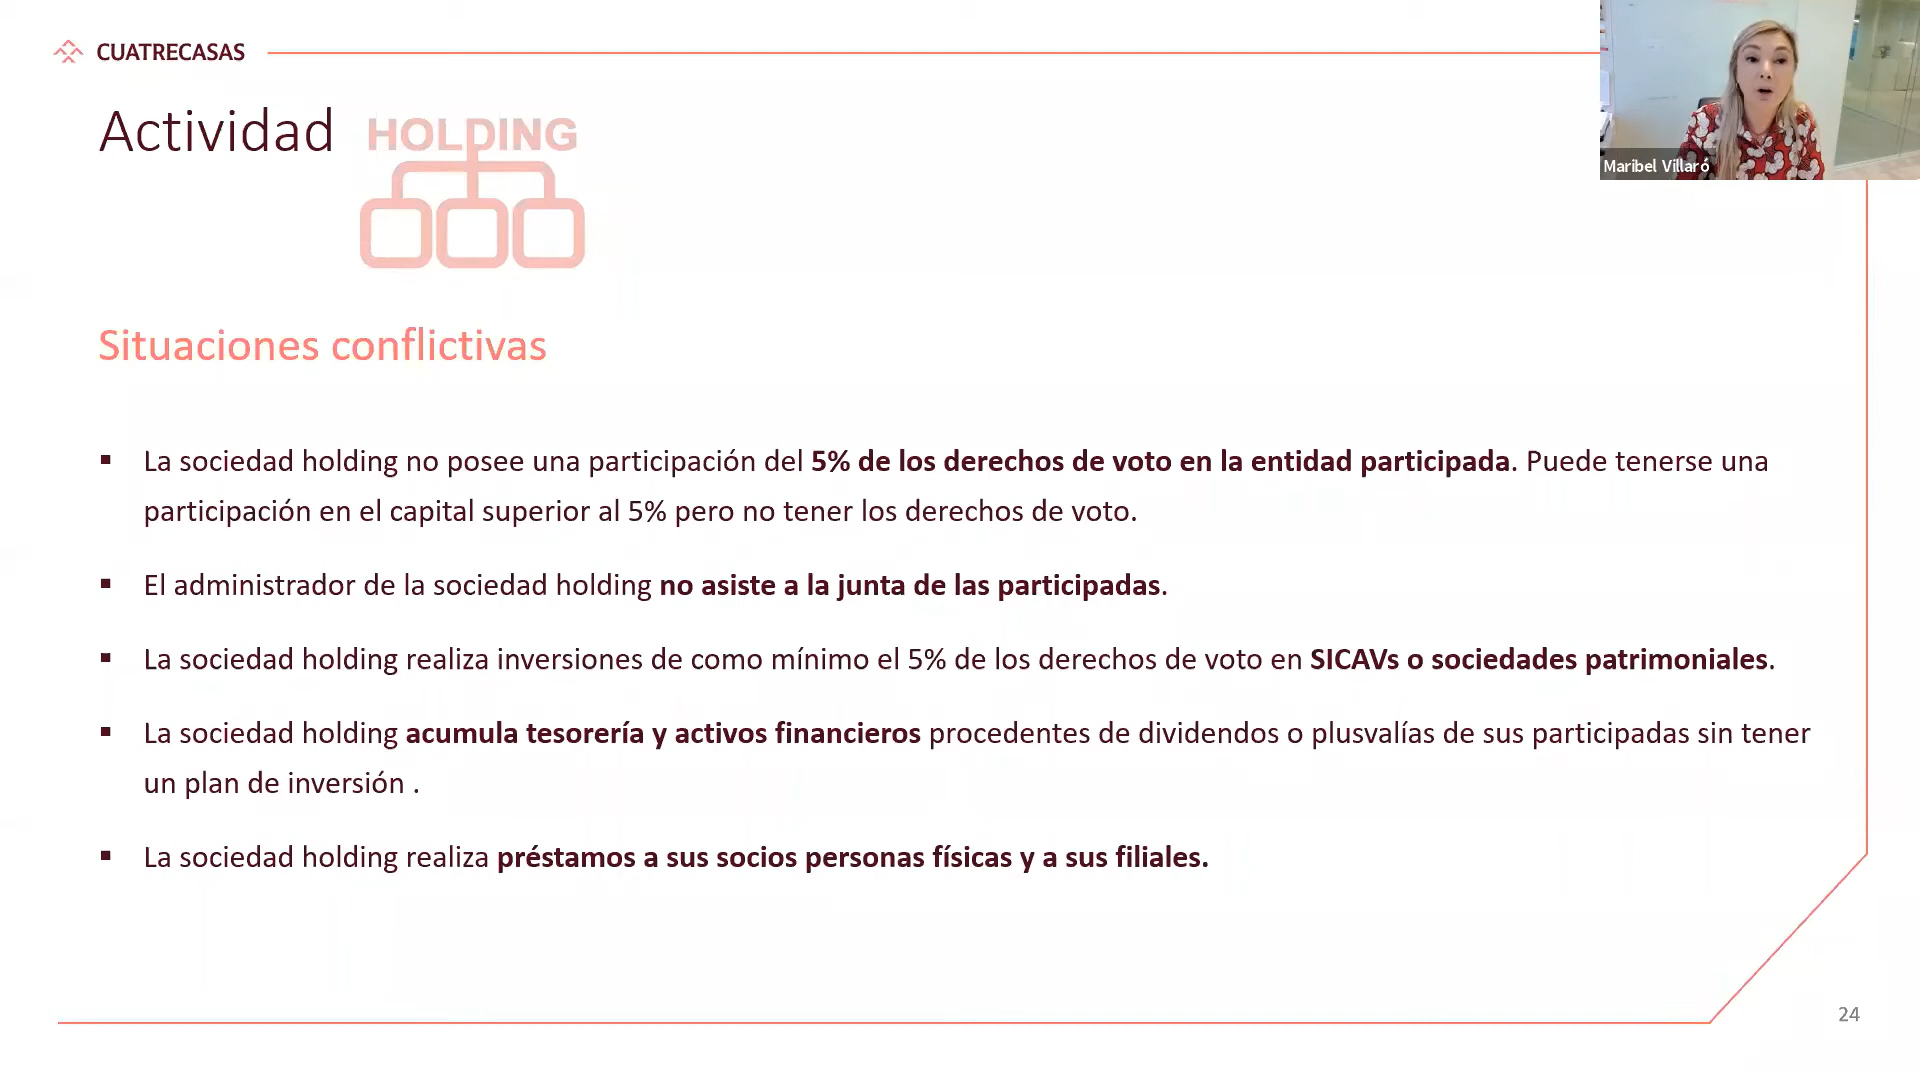 CUATRECASAS
Actividad
HOLDING
Maribel Villaró
Situaciones conflictivas
▪ La sociedad holding no posee una participación del 5% de los derechos de voto en la entidad participada. Puede tenerse una
participación en el capital superior al 5% pero no tener los derechos de voto.
▪ El administrador de la sociedad holding no asiste a la junta de las participadas.
▪ La sociedad holding realiza inversiones de como mínimo el 5% de los derechos de voto en SICAVs o sociedades patrimoniales.
▪ La sociedad holding acumula tesorería y activos financieros procedentes de dividendos o plusvalías de sus participadas sin tener
un plan de inversión .
▪ La sociedad holding realiza préstamos a sus socios personas físicas y a sus filiales.
24